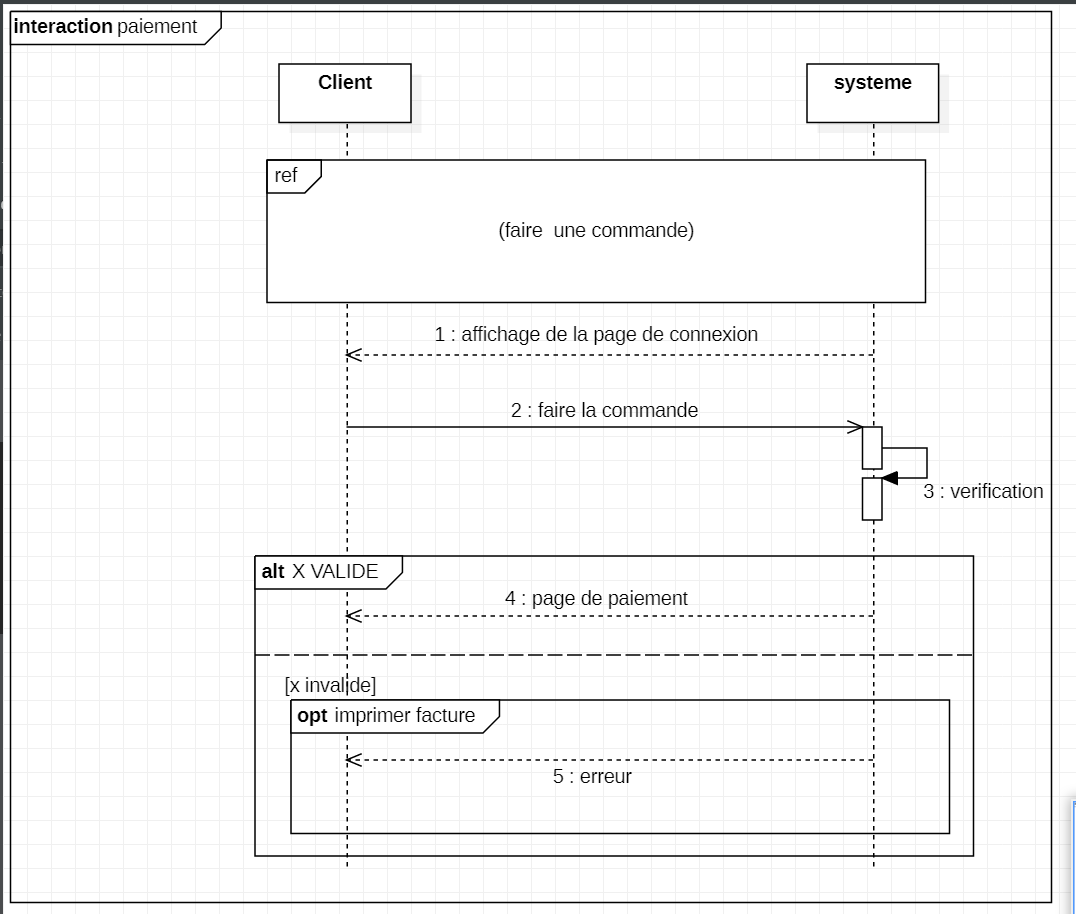 interaction paiement
Client
systeme
ref
(faire une commande)
1 : affichage de la page de connexion
2 : faire la commande
3 : verification
alt X VALIDE
4 : page de paiement
[x invalide]
opt imprimer facture
5 : erreur